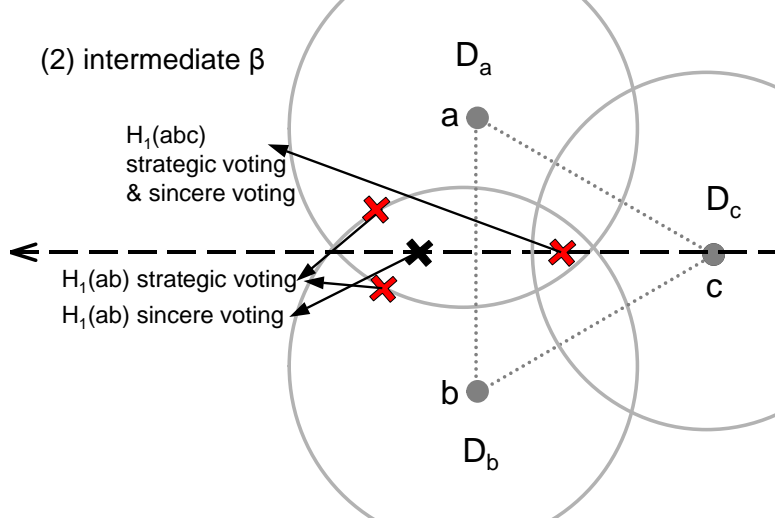 (2) intermediate β
D_a
a
H_1(abc)
strategic voting
& sincere voting
D_c
H_1(ab) strategic voting
c
H_1(ab) sincere voting
b
D_b